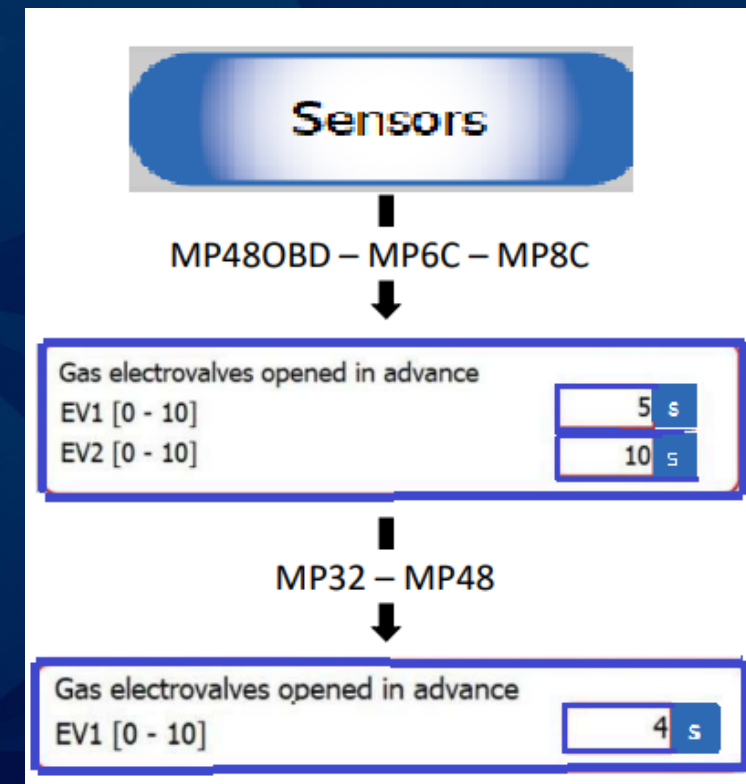 Sensors
MP48OBD – MP6C – MP8C
Gas electrovalves opened in advance
EV1 [0 - 10] 5 s
EV2 [0 - 10] 10 s
MP32 – MP48
Gas electrovalves opened in advance
EV1 [0 - 10] 4 s